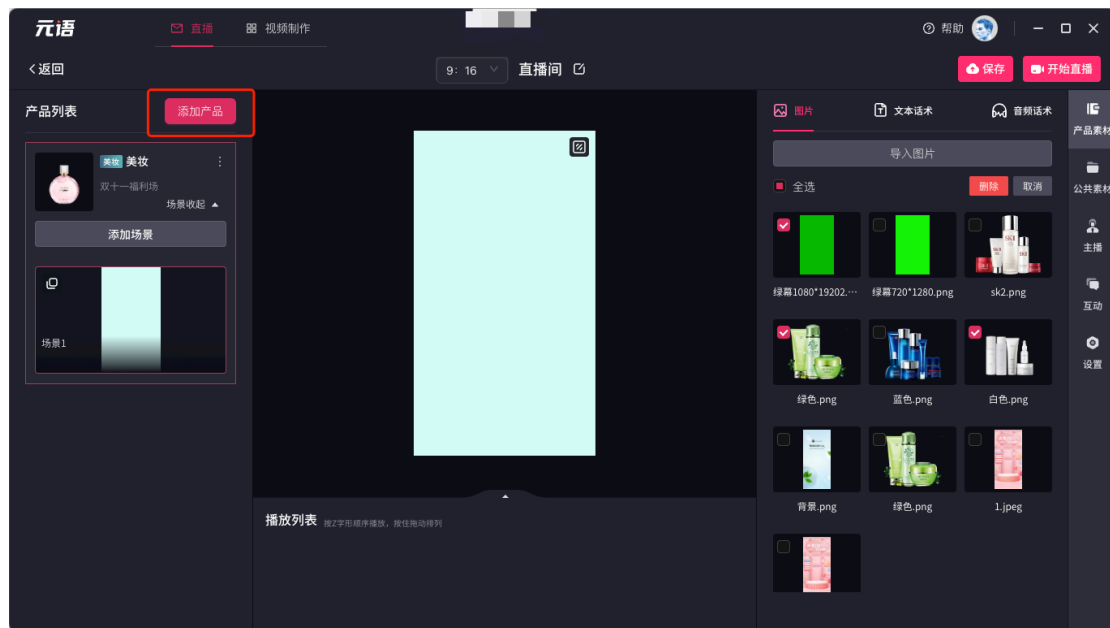 元语
直播
视频制作
帮助
返回
9: 16
直播间
保存
开始直播
产品列表
添加产品
美妆 美妆
双十一福利场
场景收起
添加场景
场景1
播放列表 按Z字形顺序播放，按住拖动排列
图片
文本话术
音频话术
导入图片
全选
删除
取消
绿幕1080*19202.…
绿幕720*1280.png
sk2.png
绿色.png
蓝色.png
白色.png
背景.png
绿色.png
1.jpeg
产品素材
公共素材
主播
互动
设置